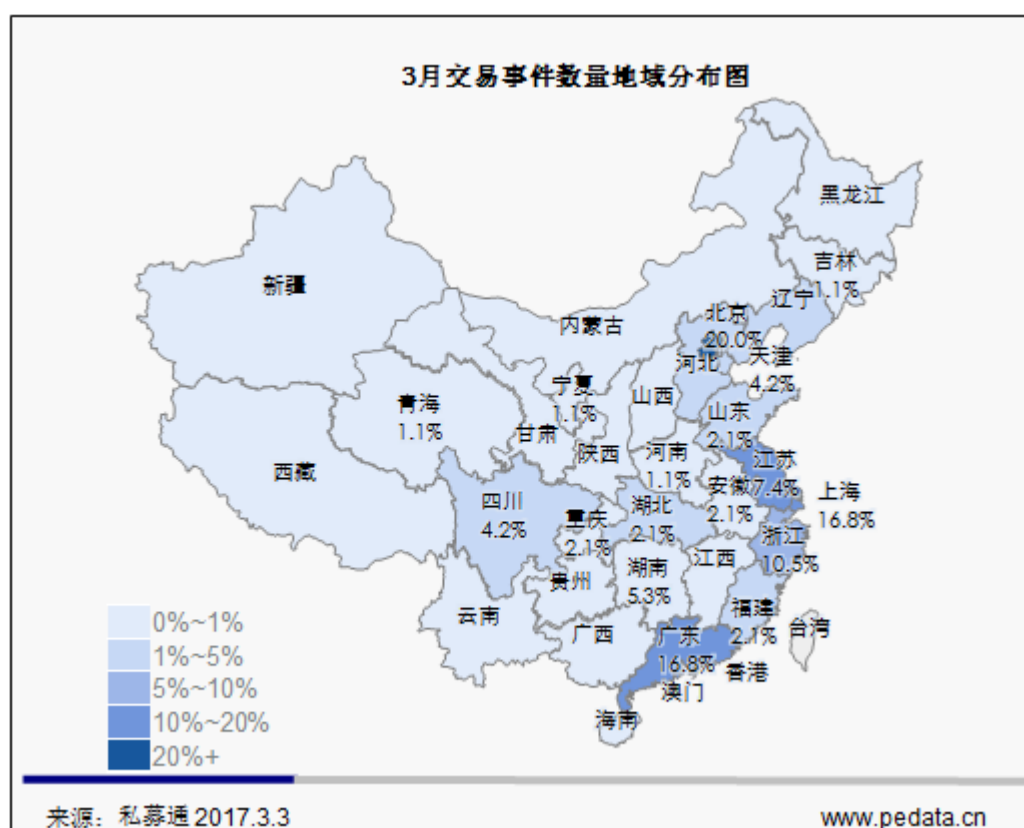 3月交易事件数量地域分布图
黑龙江
吉林
1.1%
辽宁
新疆
内蒙古
北京
20.0%
河北
天津
4.2%
宁夏
1.1%
山西
青海
1.1%
甘肃
山东
2.1%
陕西
河南
1.1%
江苏
7.4%
西藏
安徽
2.1%
上海
16.8%
四川
4.2%
重庆
2.1%
湖北
2.1%
浙江
10.5%
湖南
5.3%
江西
贵州
云南
广西
福建
2.1%
台湾
广东
16.8%
香港
澳门
海南
0%~1%
1%~5%
5%~10%
10%~20%
20%+
来源：私募通2017.3.3
www.pedata.cn